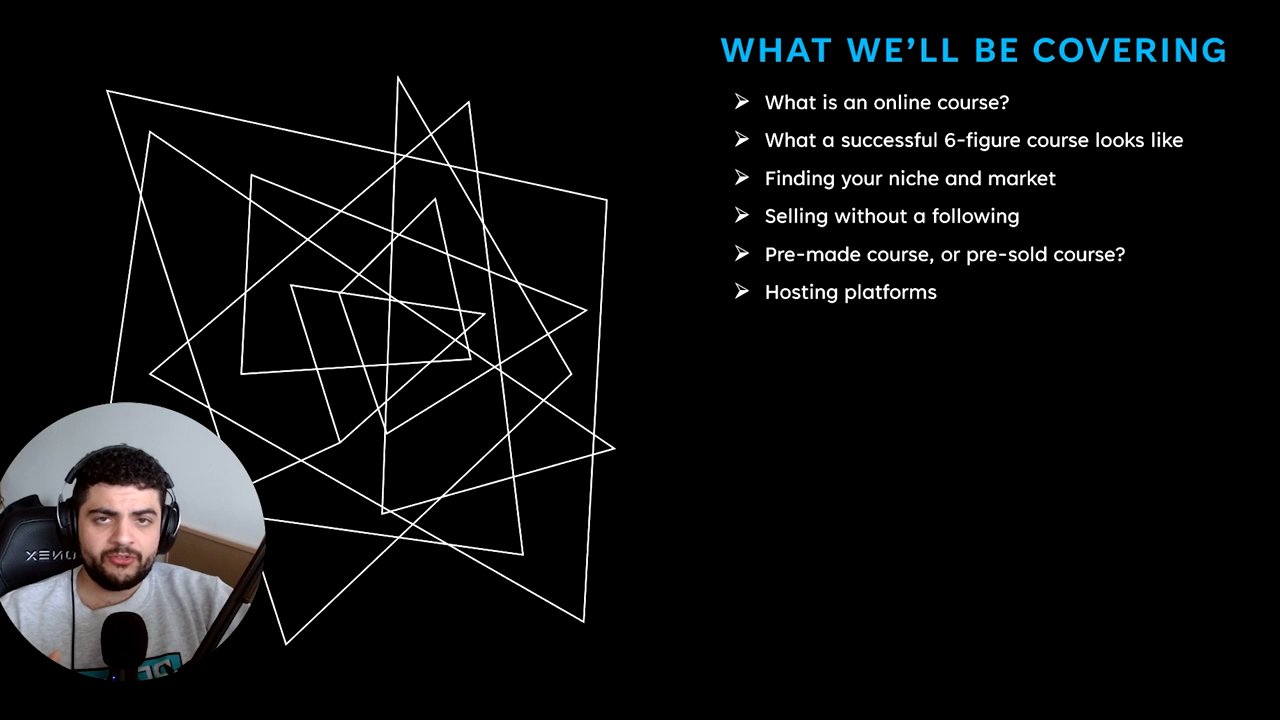 WHAT WE'LL BE COVERING
➢ What is an online course?
➢ What a successful 6-figure course looks like
➢ Finding your niche and market
➢ Selling without a following
➢ Pre-made course, or pre-sold course?
➢ Hosting platforms